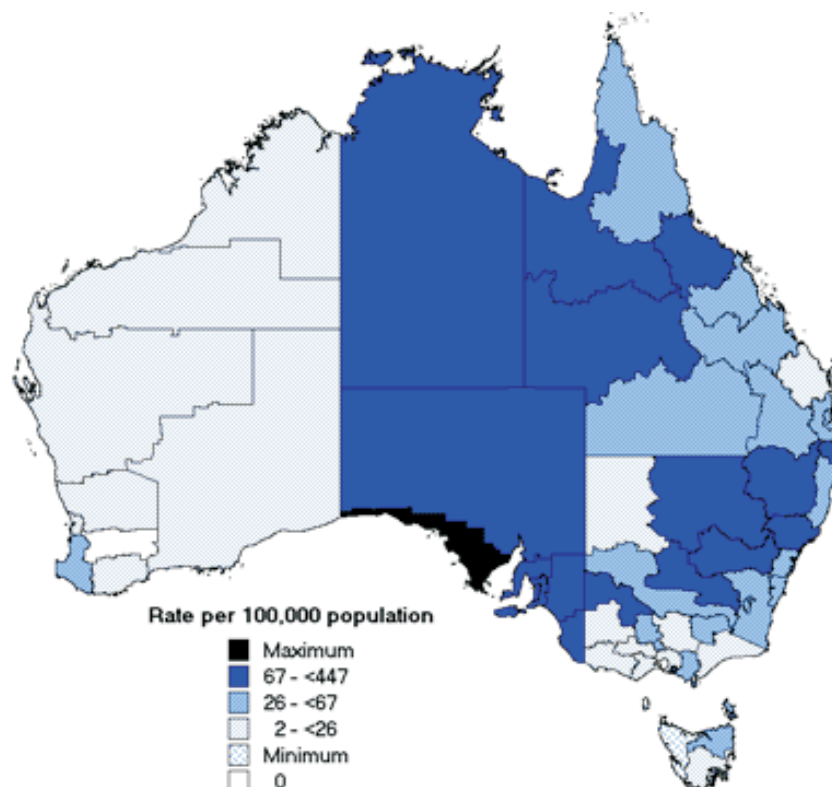 Rate per 100,000 population
Maximum
67 - <447
26 - <67
2 - <26
Minimum
0